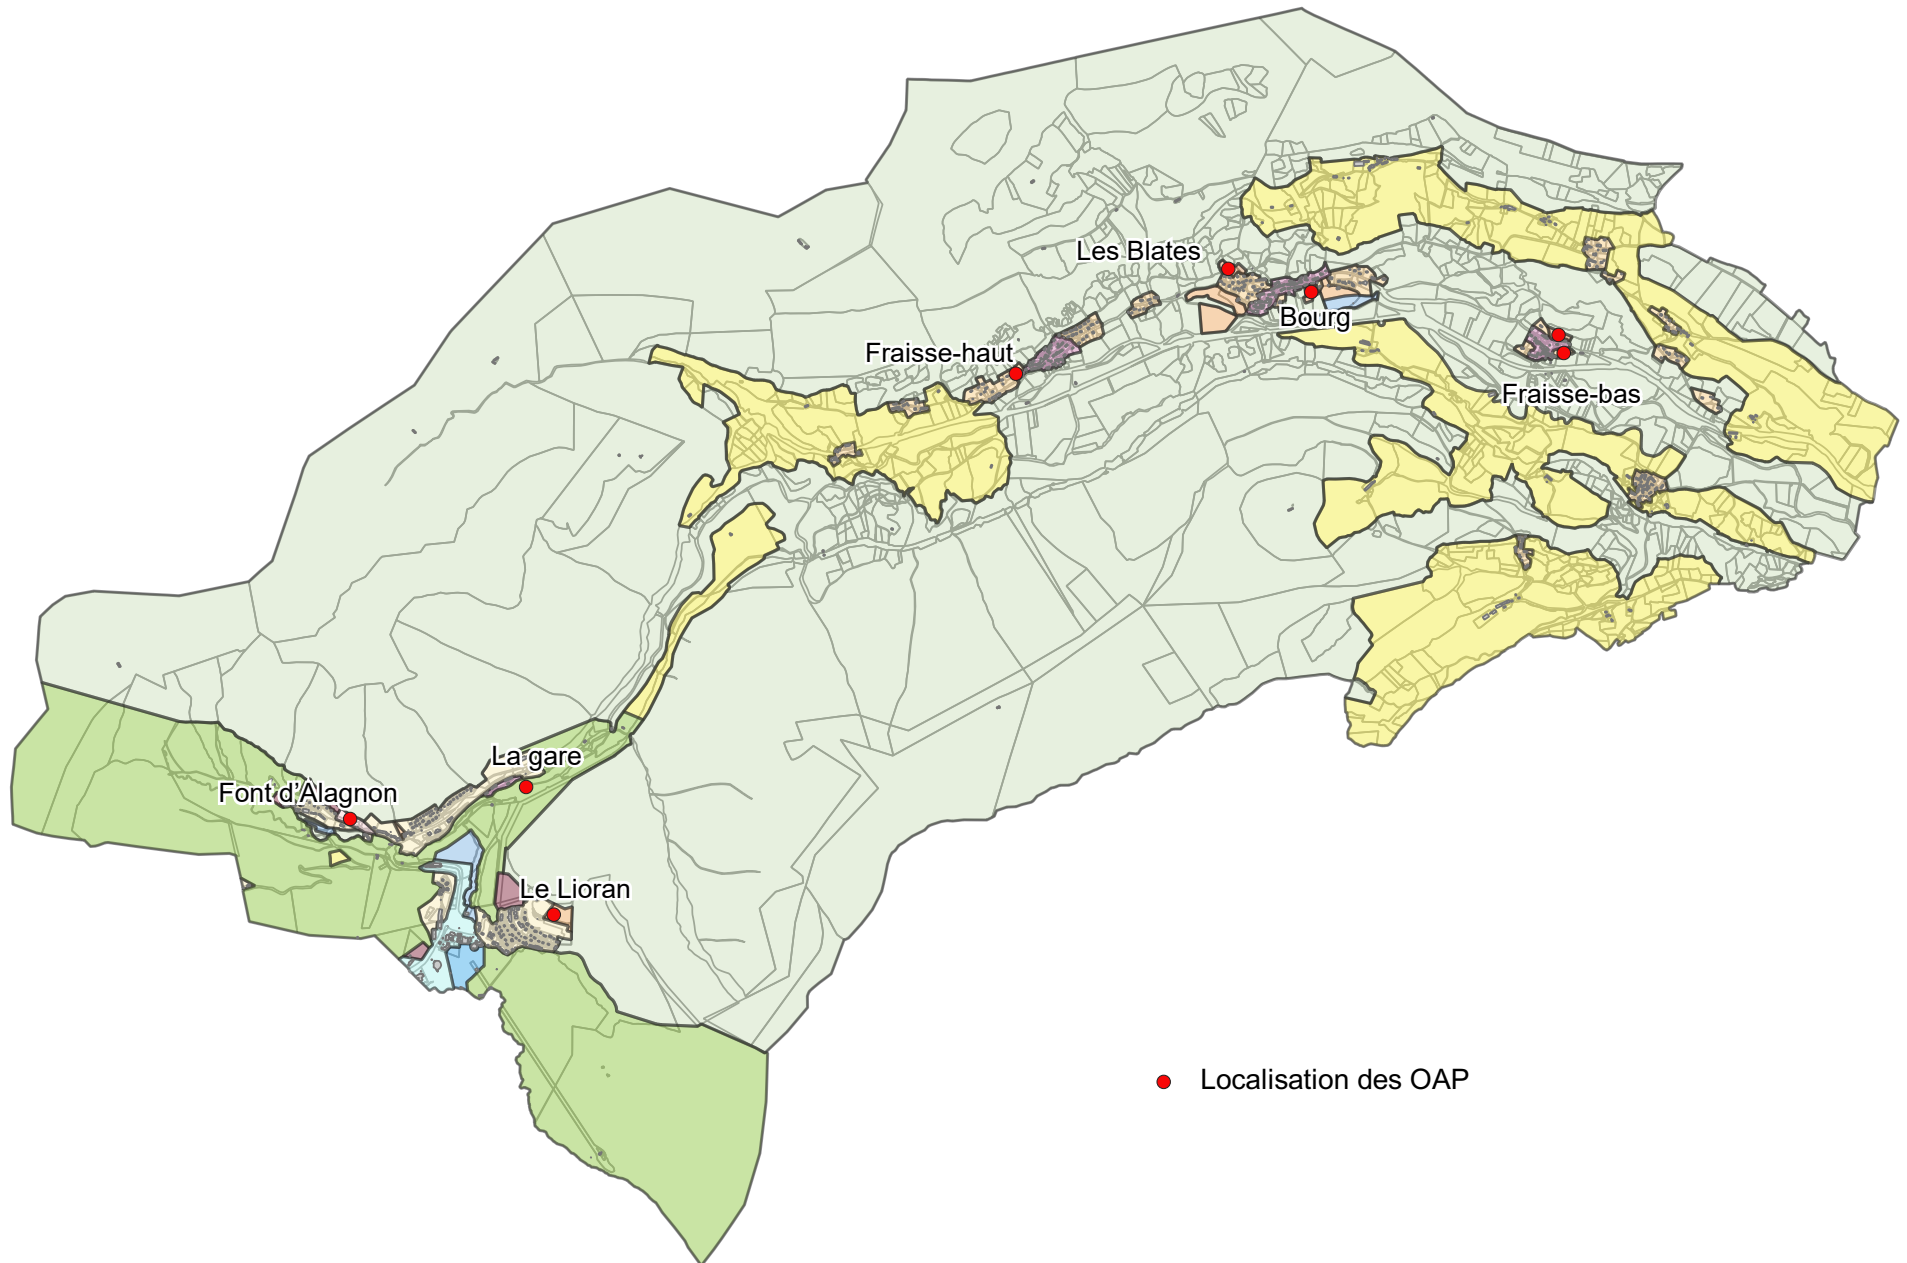 Les Blates
Bourg
Fraisse-haut
Fraisse-bas
La gare
Font d'Alagnon
Le Lioran
Localisation des OAP